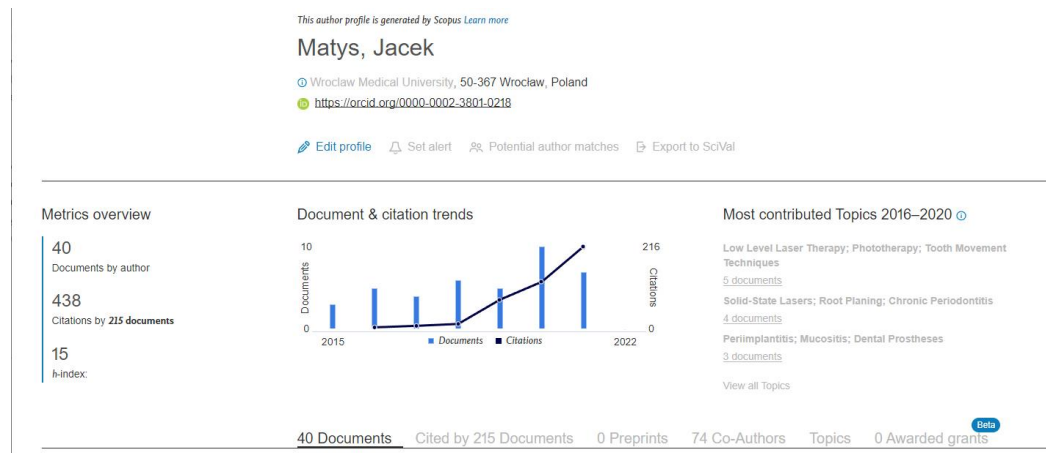 This author profile is generated by Scopus Learn more
Matys, Jacek
Wroclaw Medical University, 50-367 Wrocław, Poland
https://orcid.org/0000-0002-3801-0218
Edit profile Set alert Potential author matches Export to SciVal
Metrics overview
40
Documents by author
438
Citations by 215 documents
15
h-index:
Document & citation trends
10
216
Documents
Citations
0
0
2015
2022
Documents Citations
Most contributed Topics 2016–2020
Low Level Laser Therapy; Phototherapy; Tooth Movement
Techniques
5 documents
Solid-State Lasers; Root Planing; Chronic Periodontitis
4 documents
Periimplantitis; Mucositis; Dental Prostheses
3 documents
View all Topics
Beta
40 Documents Cited by 215 Documents 0 Preprints 74 Co-Authors Topics 0 Awarded grants